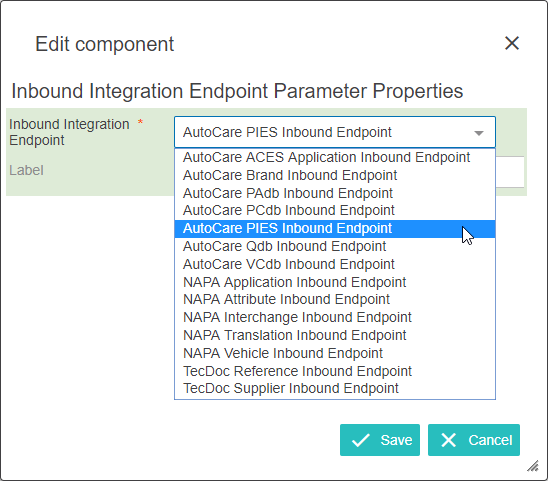 Edit component
Inbound Integration Endpoint Parameter Properties
Inbound Integration *
Endpoint
AutoCare PIES Inbound Endpoint
Label
AutoCare ACES Application Inbound Endpoint
AutoCare Brand Inbound Endpoint
AutoCare PAdb Inbound Endpoint
AutoCare PCdb Inbound Endpoint
AutoCare PIES Inbound Endpoint
AutoCare Qdb Inbound Endpoint
AutoCare VCdb Inbound Endpoint
NAPA Application Inbound Endpoint
NAPA Attribute Inbound Endpoint
NAPA Interchange Inbound Endpoint
NAPA Translation Inbound Endpoint
NAPA Vehicle Inbound Endpoint
TecDoc Reference Inbound Endpoint
TecDoc Supplier Inbound Endpoint
Save
Cancel